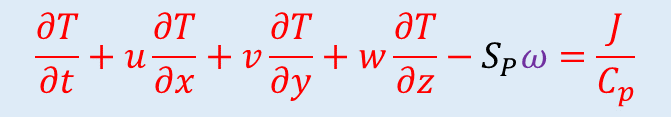 ∂T/∂t + u ∂T/∂x + v ∂T/∂y + w ∂T/∂z − S_P ω = J/C_p